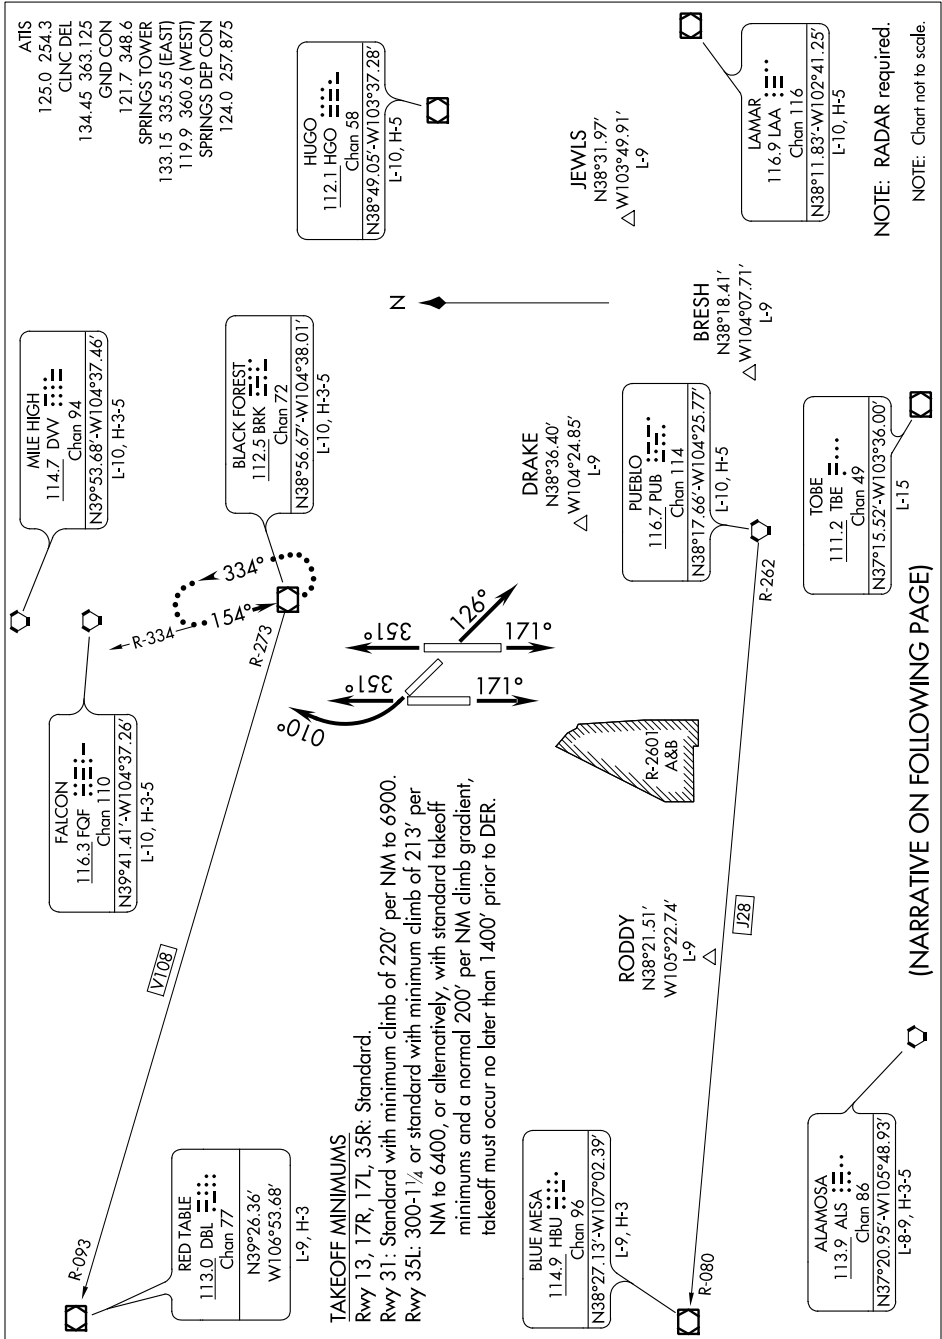 ATIS
125.0 254.3
CLNC DEL
134.45 363.125
GND CON
121.7 348.6
SPRINGS TOWER
133.15 335.55 (EAST)
119.9 360.6 (WEST)
SPRINGS DEP CON
124.0 257.875
MILE HIGH
114.7 DVV
Chan 94
N39°53.68'-W104°37.46'
L-10, H-3-5
FALCON
116.3 FQF
Chan 110
N39°41.41'-W104°37.26'
L-10, H-3-5
BLACK FOREST
112.5 BRK
Chan 72
N38°56.67'-W104°38.01'
L-10, H-3-5
HUGO
112.1 HGO
Chan 58
N38°49.05'-W103°37.28'
L-10, H-5
RED TABLE
113.0 DBL
Chan 77
N39°26.36'
W106°53.68'
L-9, H-3
R-093
V108
R-273
R-334
334°
154°
N
010°
351°
351°
126°
171°
171°
TAKEOFF MINIMUMS
Rwy 13, 17R, 17L, 35R: Standard.
Rwy 31: Standard with minimum climb of 220' per NM to 6900.
Rwy 35L: 300-1¼ or standard with minimum climb of 213' per
NM to 6400, or alternatively, with standard takeoff
minimums and a normal 200' per NM climb gradient,
takeoff must occur no later than 1400' prior to DER.
DRAKE
N38°36.40'
W104°24.85'
L-9
JEWLS
N38°31.97'
W103°49.91'
L-9
BRESH
N38°18.41'
W104°07.71'
L-9
RODDY
N38°21.51'
W105°22.74'
L-9
R-2601
A&B
BLUE MESA
114.9 HBU
Chan 96
N38°27.13'-W107°02.39'
L-9, H-3
R-080
J28
R-262
PUEBLO
116.7 PUB
Chan 114
N38°17.66'-W104°25.77'
L-10, H-5
LAMAR
116.9 LAA
Chan 116
N38°11.83'-W102°41.25'
L-10, H-5
TOBE
111.2 TBE
Chan 49
N37°15.52'-W103°36.00'
L-15
ALAMOSA
113.9 ALS
Chan 86
N37°20.95'-W105°48.93'
L-8-9, H-3-5
NOTE: RADAR required.
NOTE: Chart not to scale.
(NARRATIVE ON FOLLOWING PAGE)